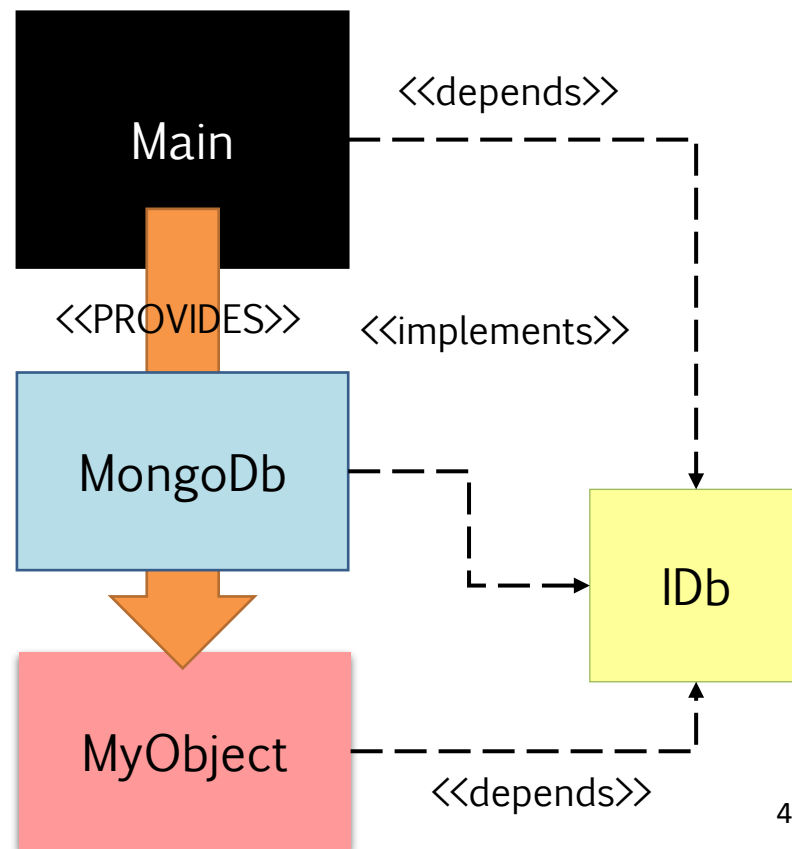 <<depends>>
Main
<<PROVIDES>>
<<implements>>
MongoDb
IDb
MyObject
<<depends>>
4